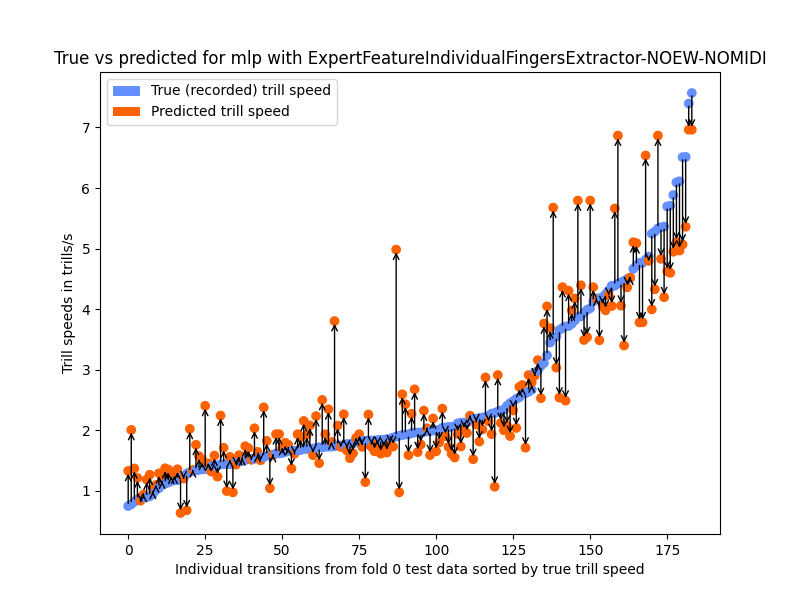 True vs predicted for mlp with ExpertFeatureIndividualFingersExtractor-NOEW-NOMIDI
True (recorded) trill speed
Predicted trill speed
Trill speeds in trills/s
7
6
5
4
3
2
1
0 25 50 75 100 125 150 175
Individual transitions from fold 0 test data sorted by true trill speed